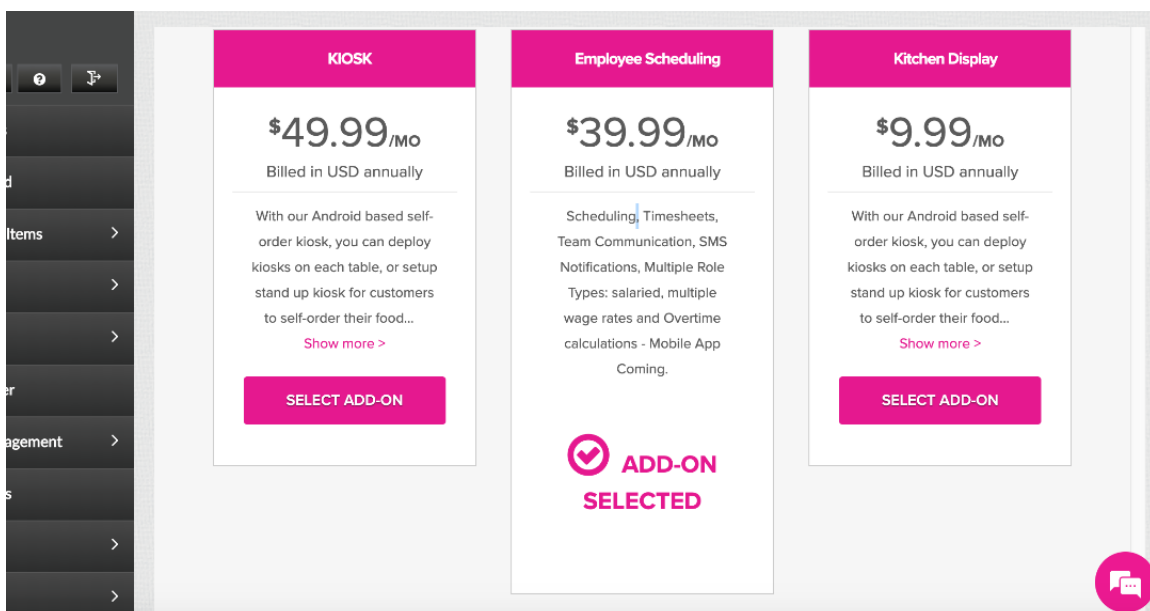 KIOSK
$49.99/MO
Billed in USD annually
With our Android based self-
order kiosk, you can deploy
kiosks on each table, or setup
stand up kiosk for customers
to self-order their food...
Show more >
SELECT ADD-ON
Employee Scheduling
$39.99/MO
Billed in USD annually
Scheduling, Timesheets,
Team Communication, SMS
Notifications, Multiple Role
Types: salaried, multiple
wage rates and Overtime
calculations - Mobile App
Coming.
ADD-ON
SELECTED
Kitchen Display
$9.99/MO
Billed in USD annually
With our Android based self-
order kiosk, you can deploy
kiosks on each table, or setup
stand up kiosk for customers
to self-order their food...
Show more >
SELECT ADD-ON
Items